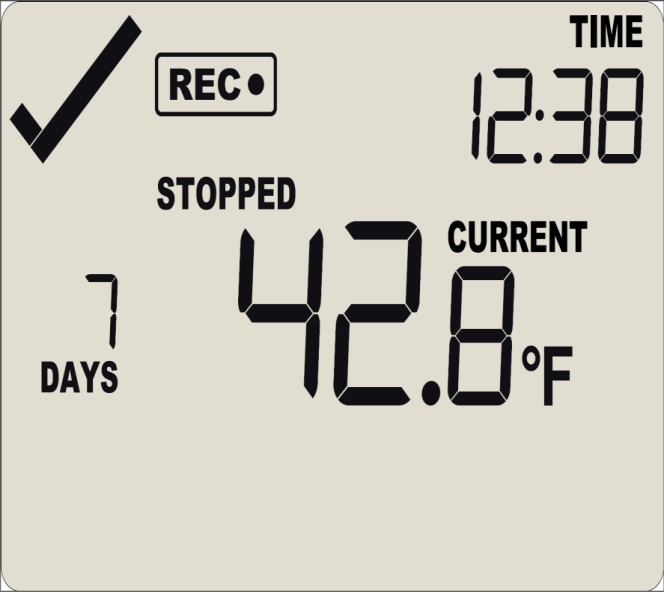 TIME
REC
12:38
STOPPED
CURRENT
42.8°F
7
DAYS